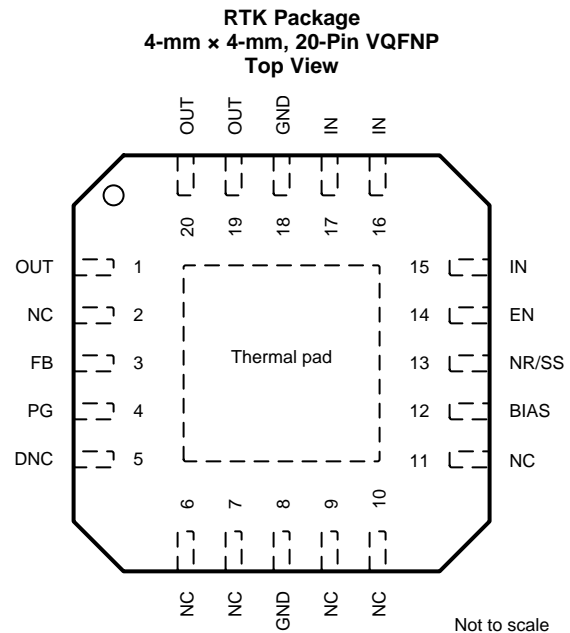 RTK Package
4-mm × 4-mm, 20-Pin VQFNP
Top View
OUT OUT GND IN IN
20 19 18 17 16
OUT 1 15 IN
NC 2 14 EN
FB 3 Thermal pad 13 NR/SS
PG 4 12 BIAS
DNC 5 11 NC
6 7 8 9 10
NC NC GND NC NC
Not to scale